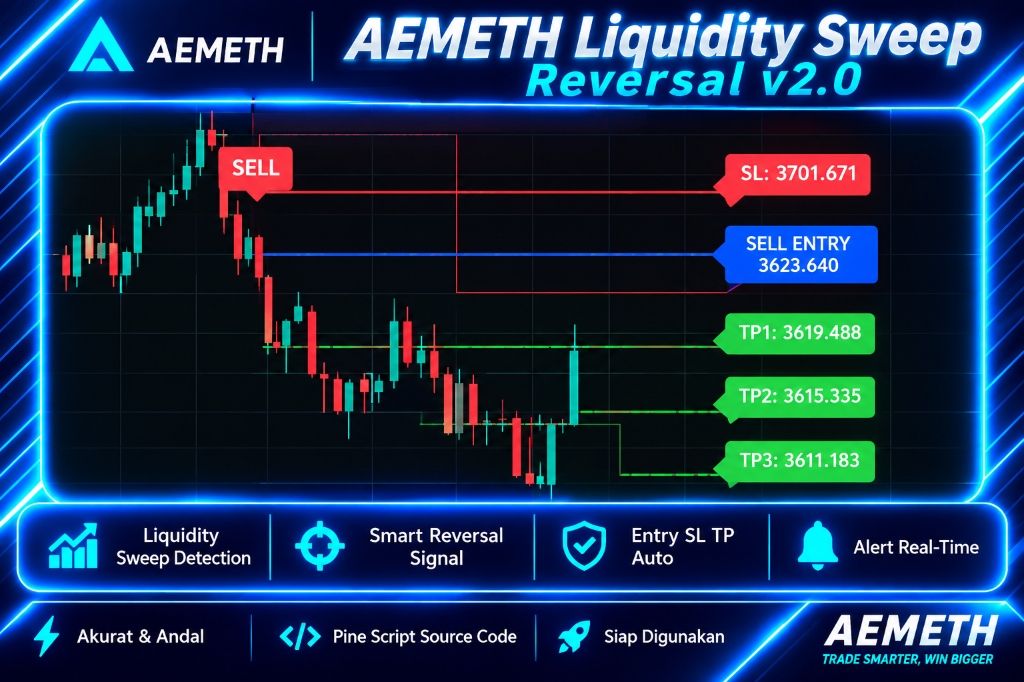 AEMETH
AEMETH Liquidity Sweep
Reversal v2.0
SELL
SL: 3701.671
SELL ENTRY
3623.640
TP1: 3619.488
TP2: 3615.335
TP3: 3611.183
Liquidity
Sweep Detection
Smart Reversal
Signal
Entry SL TP
Auto
Alert Real-Time
Akurat & Andal
Pine Script Source Code
Siap Digunakan
AEMETH
TRADE SMARTER, WIN BIGGER